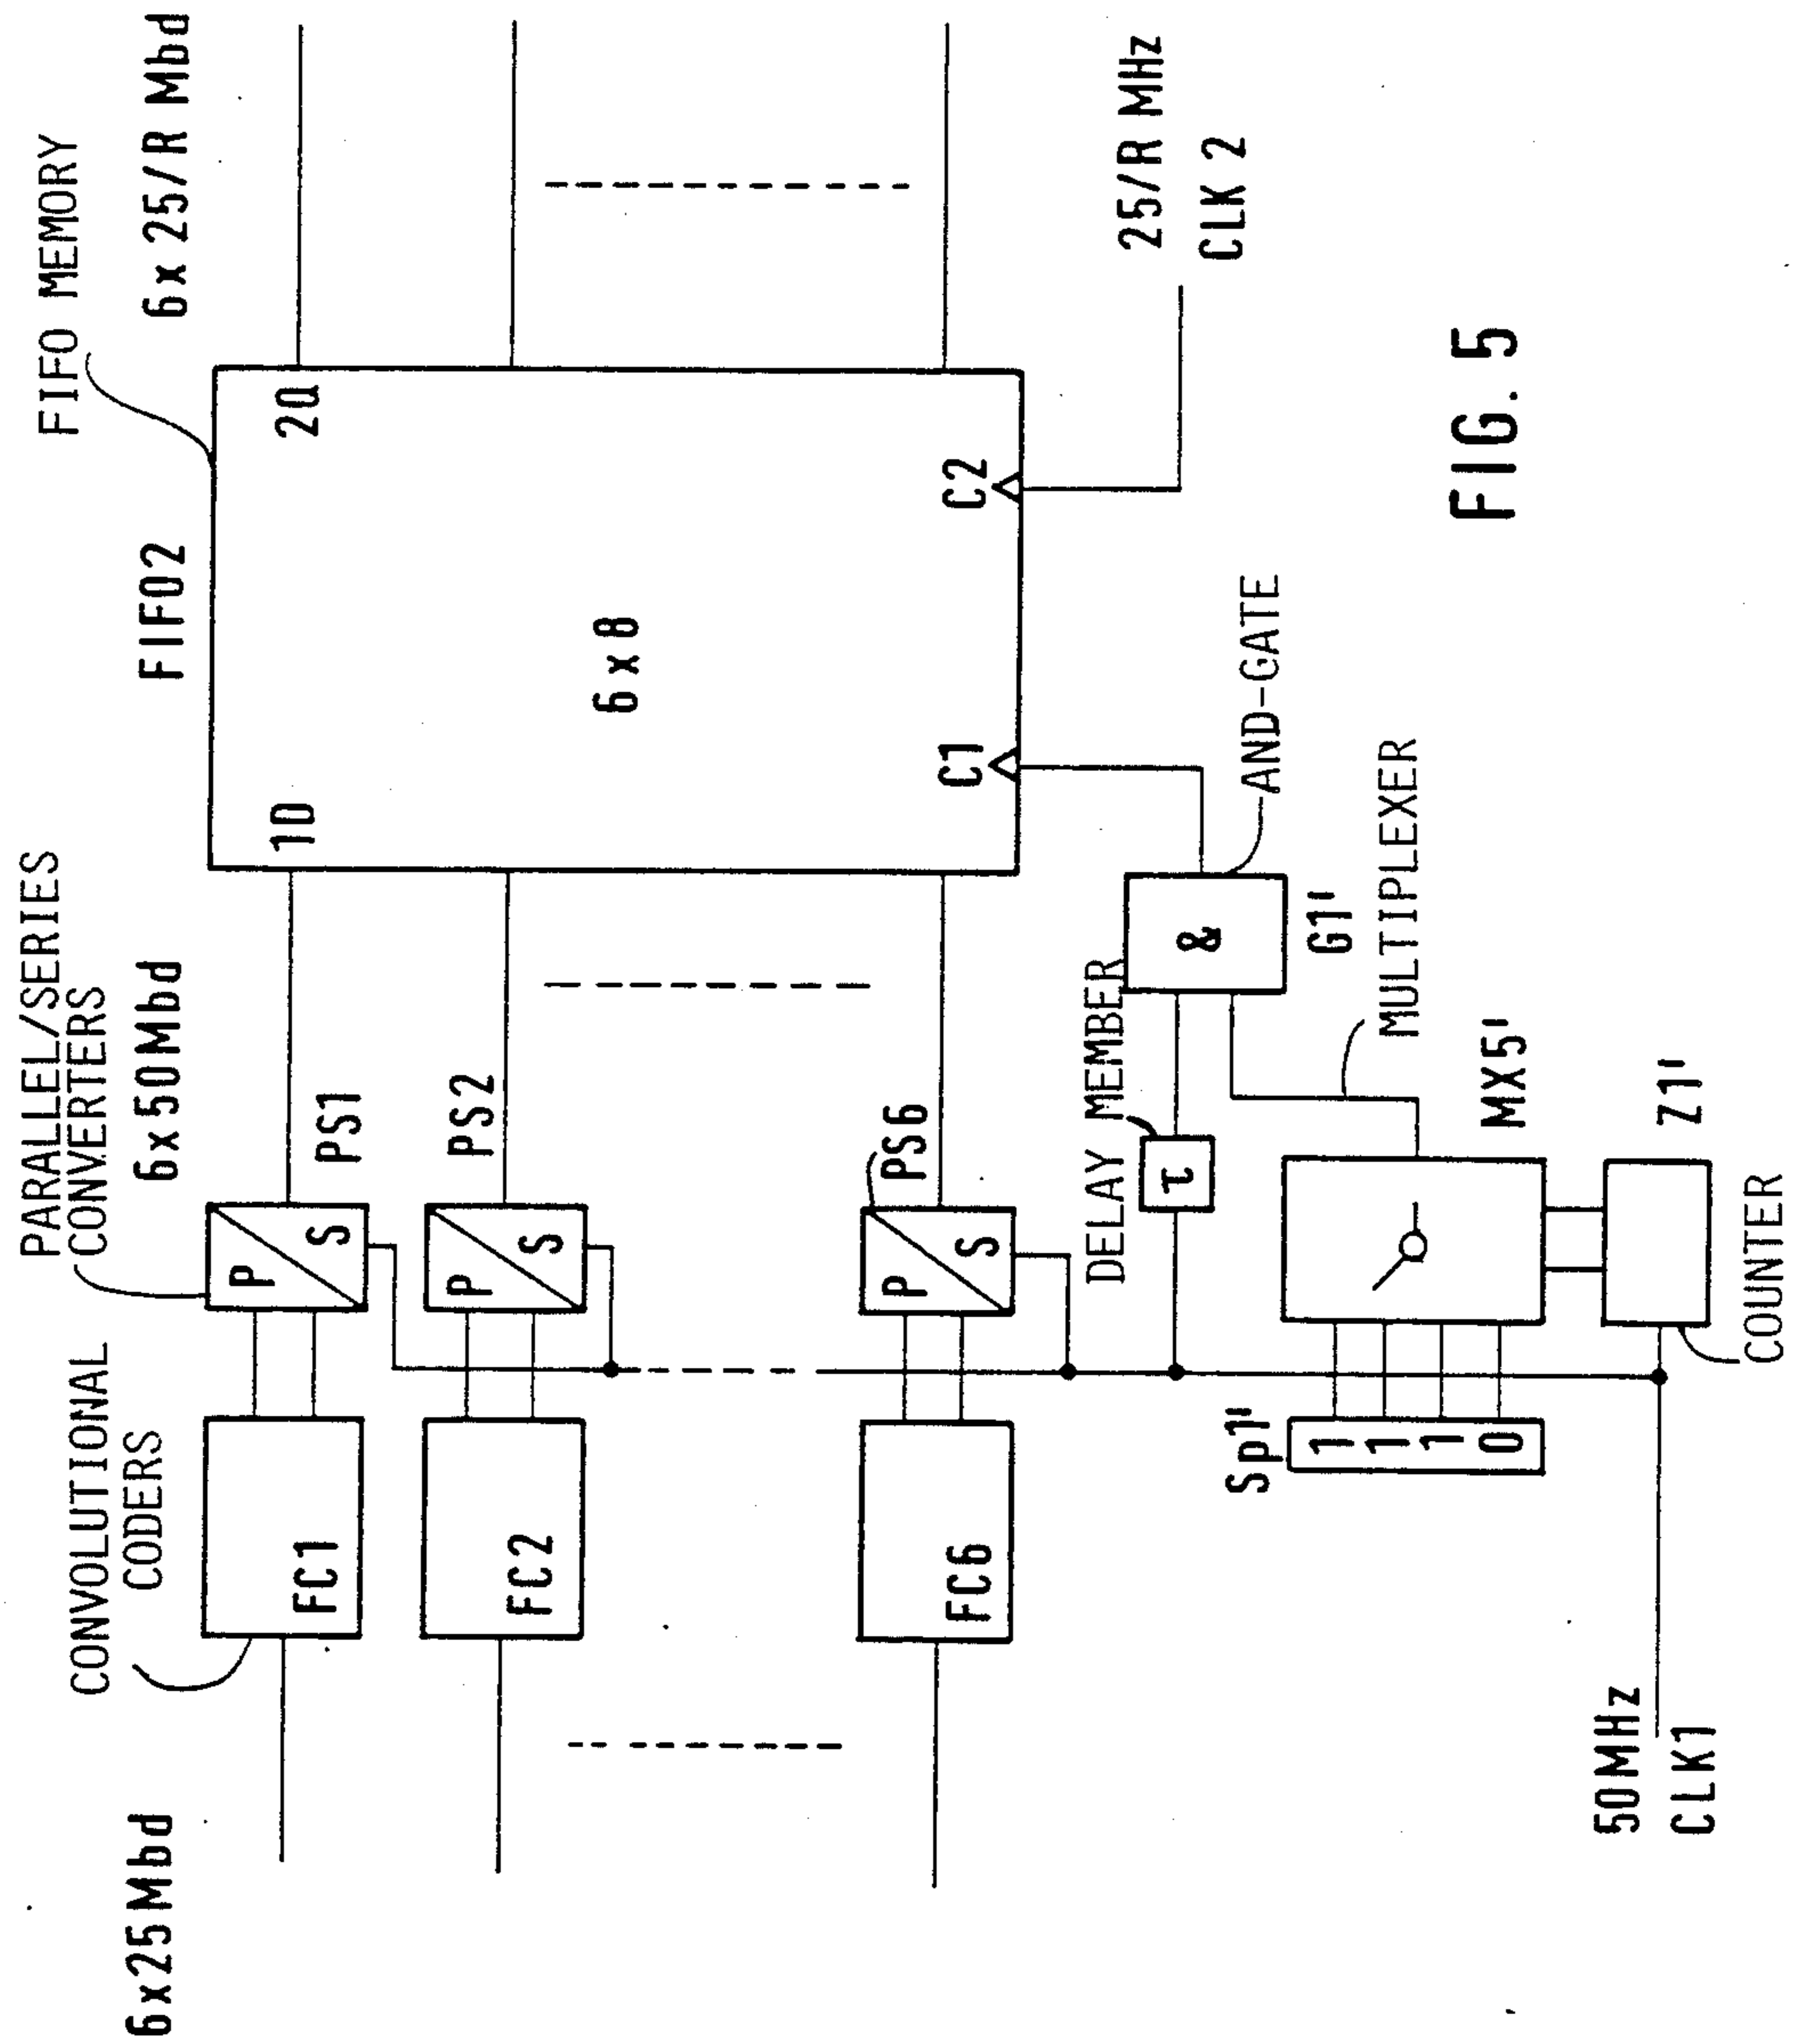 6x25Mbd
CONVOLUTIONAL
CODERS
PARALLEL/SERIES
CONVERTERS
6x50Mbd
FIFO MEMORY
FIFO2
6x 25/R Mbd
FC1
P
S
PS1
1D
2Q
FC2
P
S
PS2
6x8
FC6
P
S
PS6
C1
C2
DELAY MEMBER
τ
&
G1'
AND-GATE
25/R MHz
CLK 2
Sp1'
1
1
1
0
MULTIPLEXER
MX5'
Z1'
COUNTER
50MHz
CLK1
FIG. 5